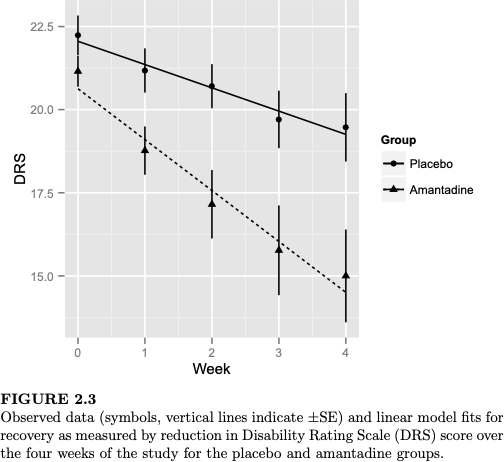 22.5
20.0
17.5
15.0
DRS
0 1 2 3 4
Week
Group
Placebo
Amantadine
FIGURE 2.3
Observed data (symbols, vertical lines indicate ±SE) and linear model fits for
recovery as measured by reduction in Disability Rating Scale (DRS) score over
the four weeks of the study for the placebo and amantadine groups.